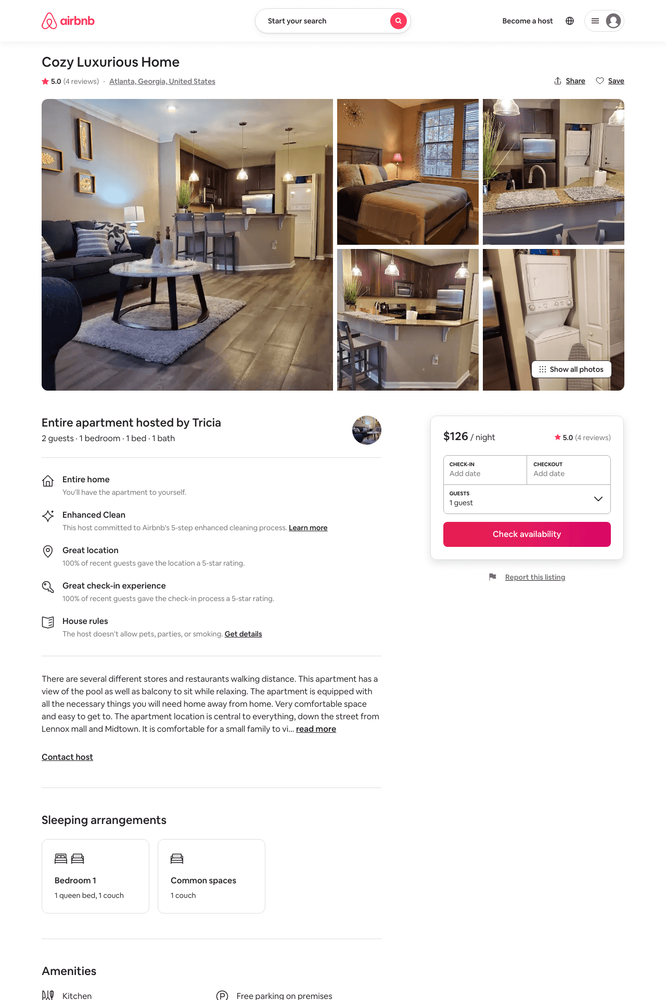 airbnb
Start your search
Become a host
Cozy Luxurious Home
5.0 (4 reviews) · Atlanta, Georgia, United States
Share
Save
Show all photos
Entire apartment hosted by Tricia
2 guests · 1 bedroom · 1 bed · 1 bath
Entire home
You'll have the apartment to yourself.
Enhanced Clean
This host committed to Airbnb's 5-step enhanced cleaning process. Learn more
Great location
100% of recent guests gave the location a 5-star rating.
Great check-in experience
100% of recent guests gave the check-in process a 5-star rating.
House rules
The host doesn't allow pets, parties, or smoking. Get details
$126 / night
5.0 (4 reviews)
CHECK-IN
Add date
CHECKOUT
Add date
GUESTS
1 guest
Check availability
Report this listing
There are several different stores and restaurants walking distance. This apartment has a
view of the pool as well as balcony to sit while relaxing. The apartment is equipped with
all the necessary things you will need home away from home. Very comfortable space
and easy to get to. The apartment location is central to everything, down the street from
Lennox mall and Midtown. It is comfortable for a small family to vi... read more
Contact host
Sleeping arrangements
Bedroom 1
1 queen bed, 1 couch
Common spaces
1 couch
Amenities
Kitchen
Free parking on premises